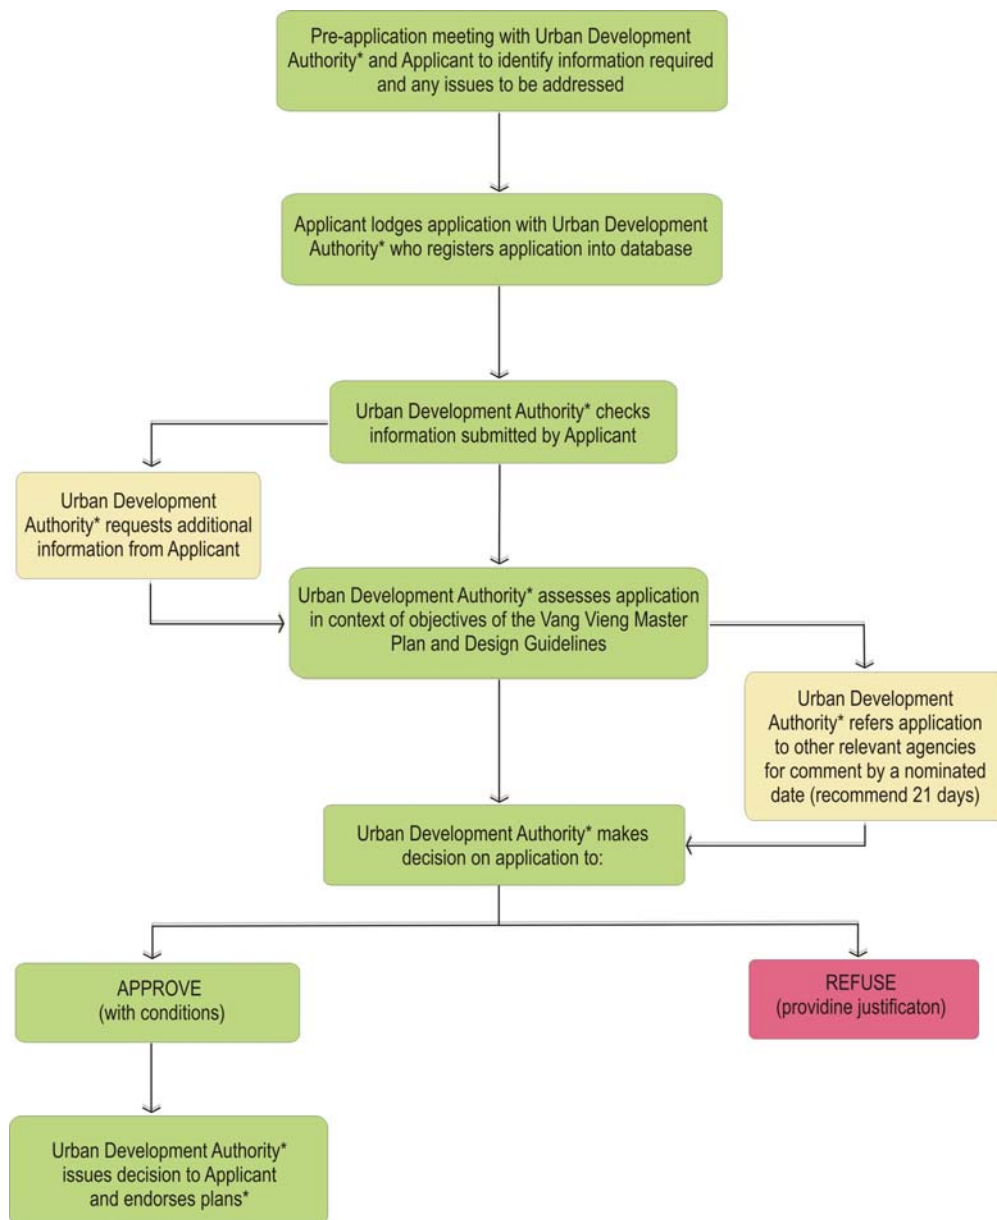 Pre-application meeting with Urban Development
Authority* and Applicant to identify information required
and any issues to be addressed
Applicant lodges application with Urban Development
Authority* who registers application into database
Urban Development Authority* checks
information submitted by Applicant
Urban Development
Authority* requests additional
information from Applicant
Urban Development Authority* assesses application
in context of objectives of the Vang Vieng Master
Plan and Design Guidelines
Urban Development
Authority* refers application
to other relevant agencies
for comment by a nominated
date (recommend 21 days)
Urban Development Authority* makes
decision on application to:
APPROVE
(with conditions)
REFUSE
(providine justificaton)
Urban Development Authority*
issues decision to Applicant
and endorses plans*